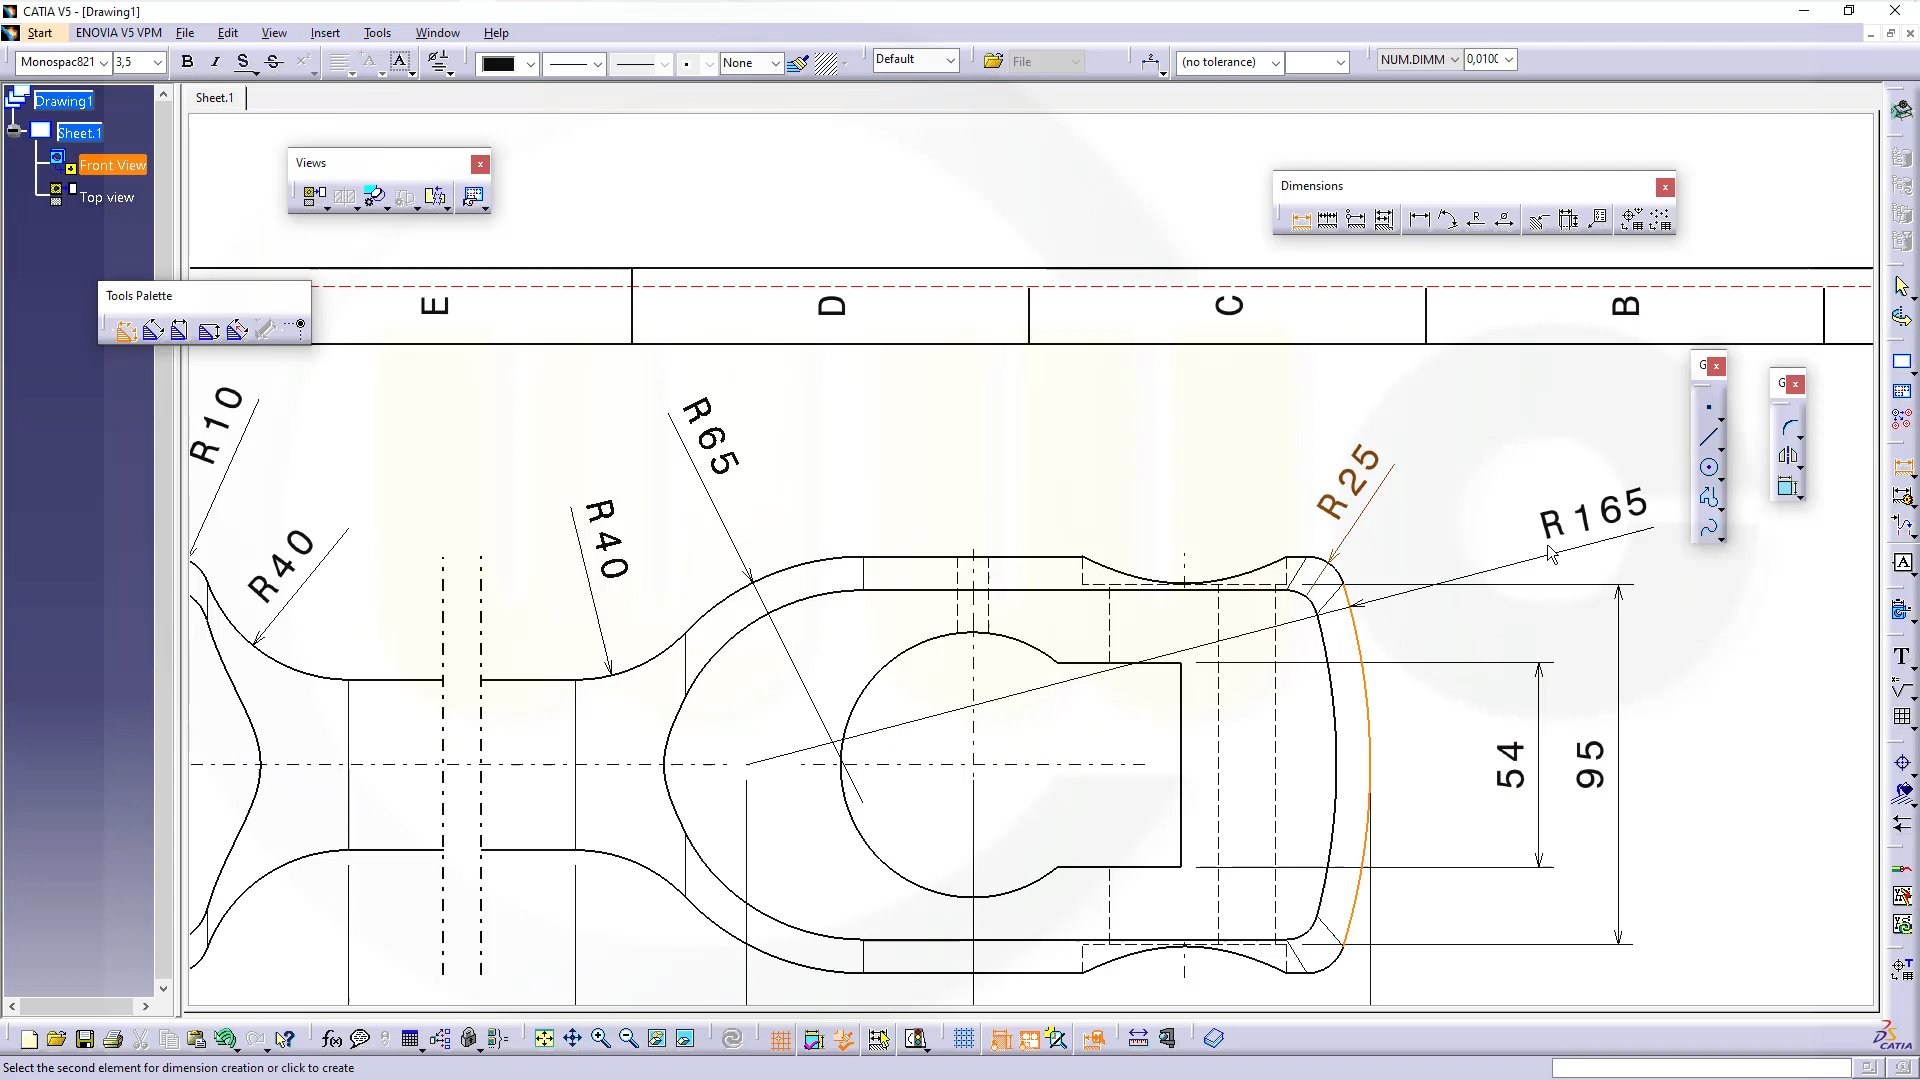 CATIA V5 - [Drawing1]
Start ENOVIA V5 VPM File Edit View Insert Tools Window Help
Monospac821 3,5 None Default File (no tolerance) NUM.DIMM 0,0100
Drawing1
Sheet.1
Front View
Top view
Sheet.1
Views
Dimensions
Tools Palette
E D C B
G
G
R10
R40
R40
R65
R25
R165
54
95
Select the second element for dimension creation or click to create
CATIA